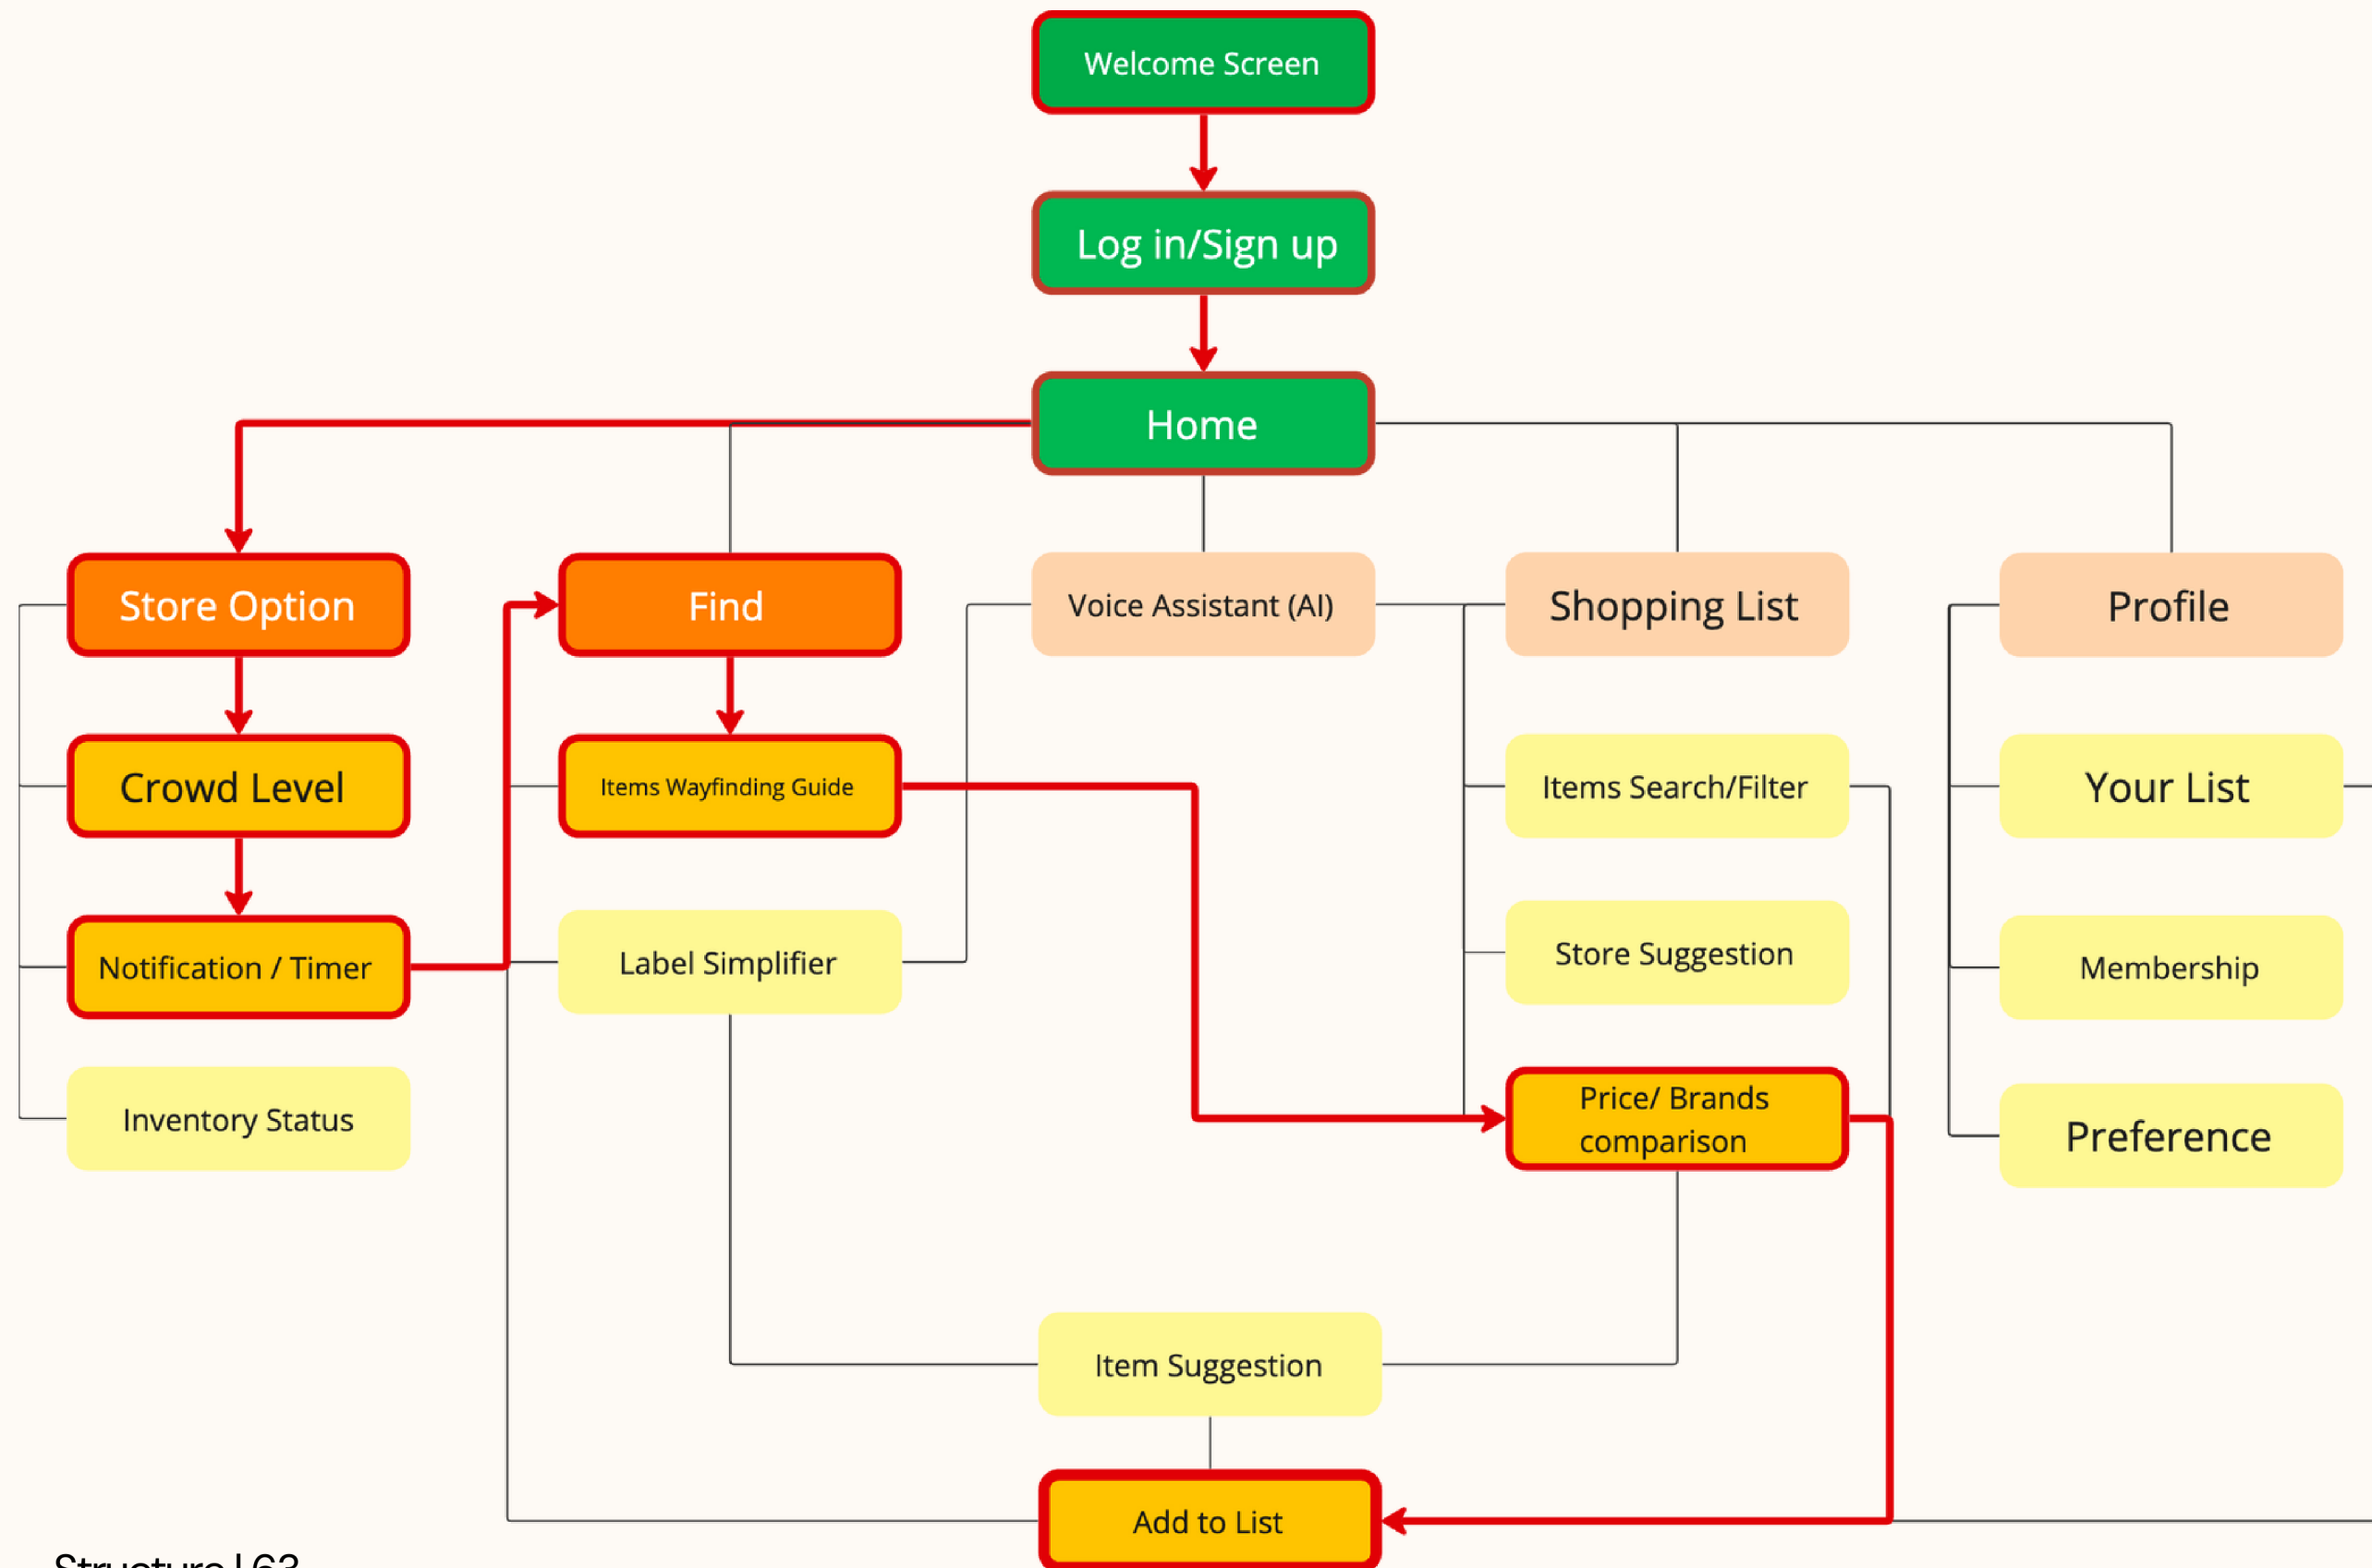 Welcome Screen
Log in/Sign up
Home
Store Option
Find
Voice Assistant (AI)
Shopping List
Profile
Crowd Level
Items Wayfinding Guide
Items Search/Filter
Your List
Notification / Timer
Label Simplifier
Store Suggestion
Membership
Inventory Status
Price/ Brands
comparison
Preference
Item Suggestion
Add to List
Structure | 63